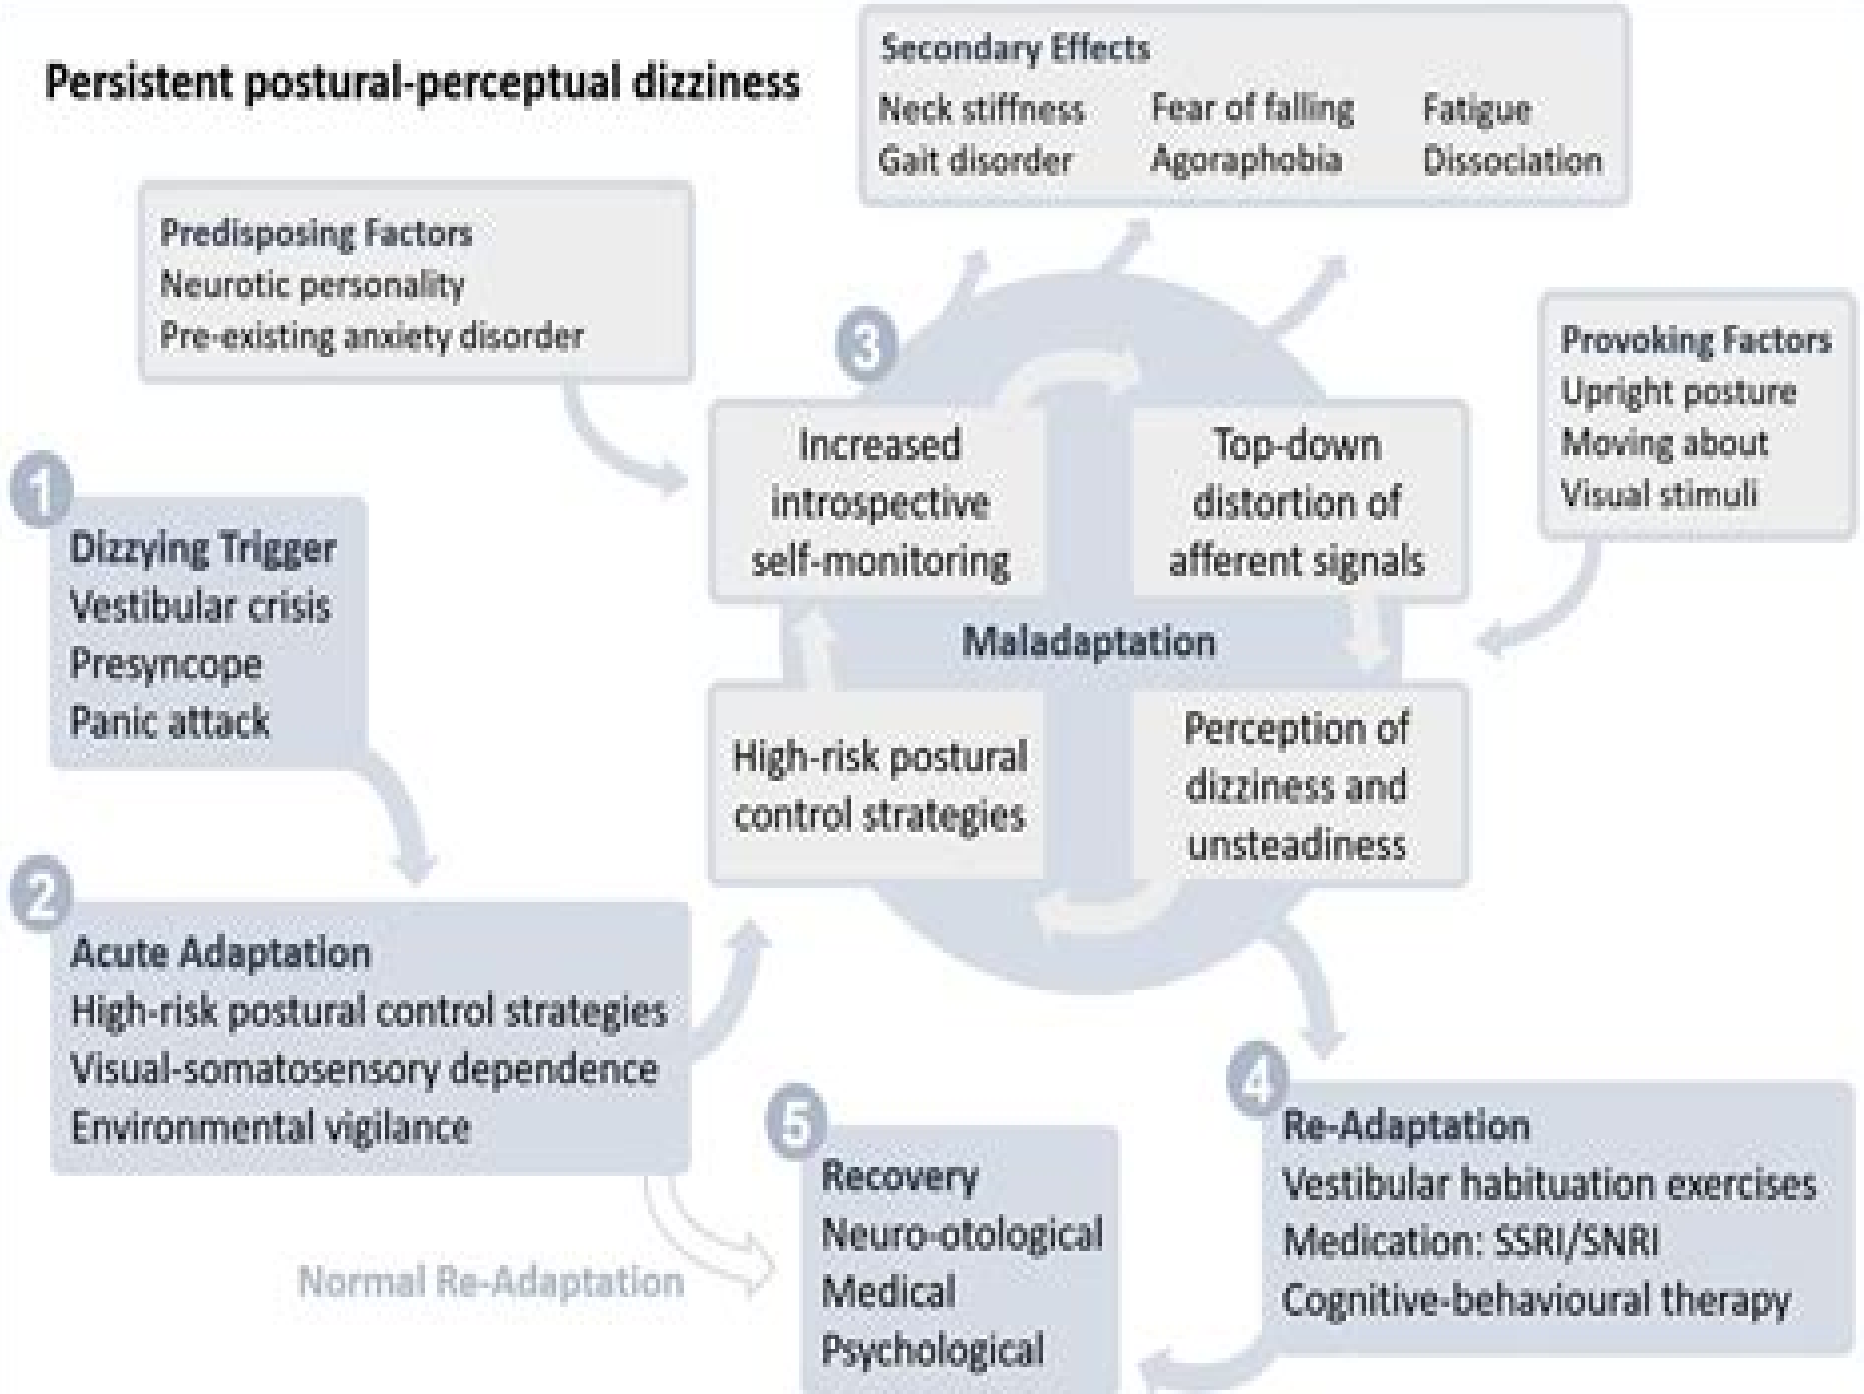 Persistent postural-perceptual dizziness
Secondary Effects
Neck stiffness Fear of falling Fatigue
Gait disorder Agoraphobia Dissociation
Predisposing Factors
Neurotic personality
Pre-existing anxiety disorder
Provoking Factors
Upright posture
Moving about
Visual stimuli
1
Dizzying Trigger
Vestibular crisis
Presyncope
Panic attack
2
Acute Adaptation
High-risk postural control strategies
Visual-somatosensory dependence
Environmental vigilance
Normal Re-Adaptation
3
Increased
introspective
self-monitoring
Top-down
distortion of
afferent signals
Maladaptation
High-risk postural
control strategies
Perception of
dizziness and
unsteadiness
4
Re-Adaptation
Vestibular habituation exercises
Medication: SSRI/SNRI
Cognitive-behavioural therapy
5
Recovery
Neuro-otological
Medical
Psychological